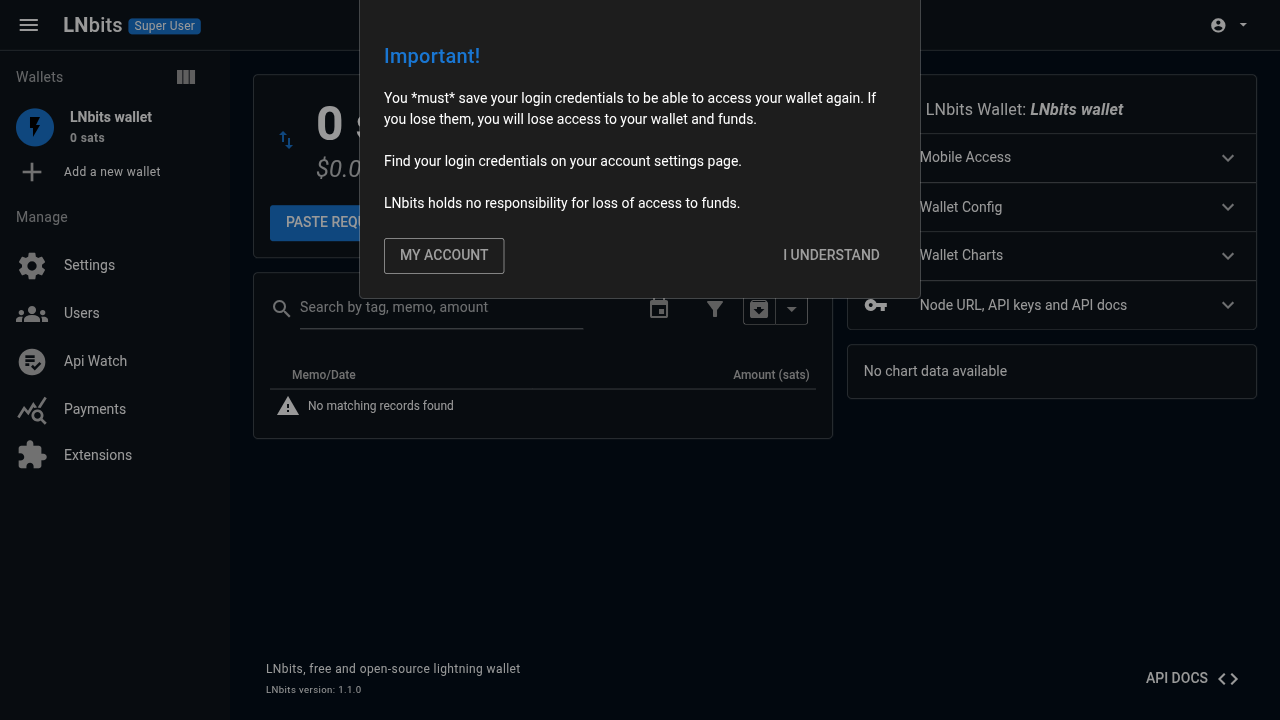 LNbits Super User
Wallets
LNbits wallet
0 sats
Add a new wallet
Manage
Settings
Users
Api Watch
Payments
Extensions
Important!
You *must* save your login credentials to be able to access your wallet again. If
you lose them, you will lose access to your wallet and funds.
Find your login credentials on your account settings page.
LNbits holds no responsibility for loss of access to funds.
MY ACCOUNT
I UNDERSTAND
0
$0.0
PASTE
Search by tag, memo, amount
Memo/Date
Amount (sats)
No matching records found
LNbits Wallet: LNbits wallet
Mobile Access
Wallet Config
Wallet Charts
Node URL, API keys and API docs
No chart data available
LNbits, free and open-source lightning wallet
LNbits version: 1.1.0
API DOCS